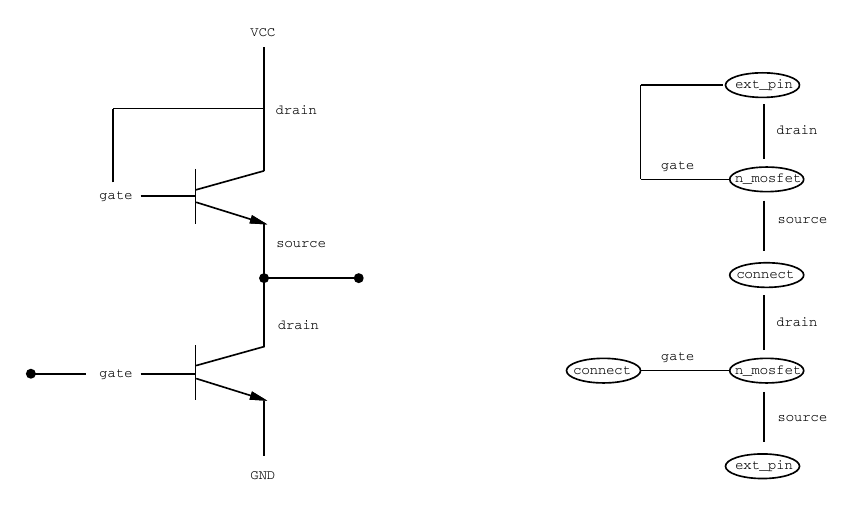 VCC
drain
gate
source
drain
gate
GND
ext_pin
drain
gate
n_mosfet
source
connect
drain
gate
connect
n_mosfet
source
ext_pin